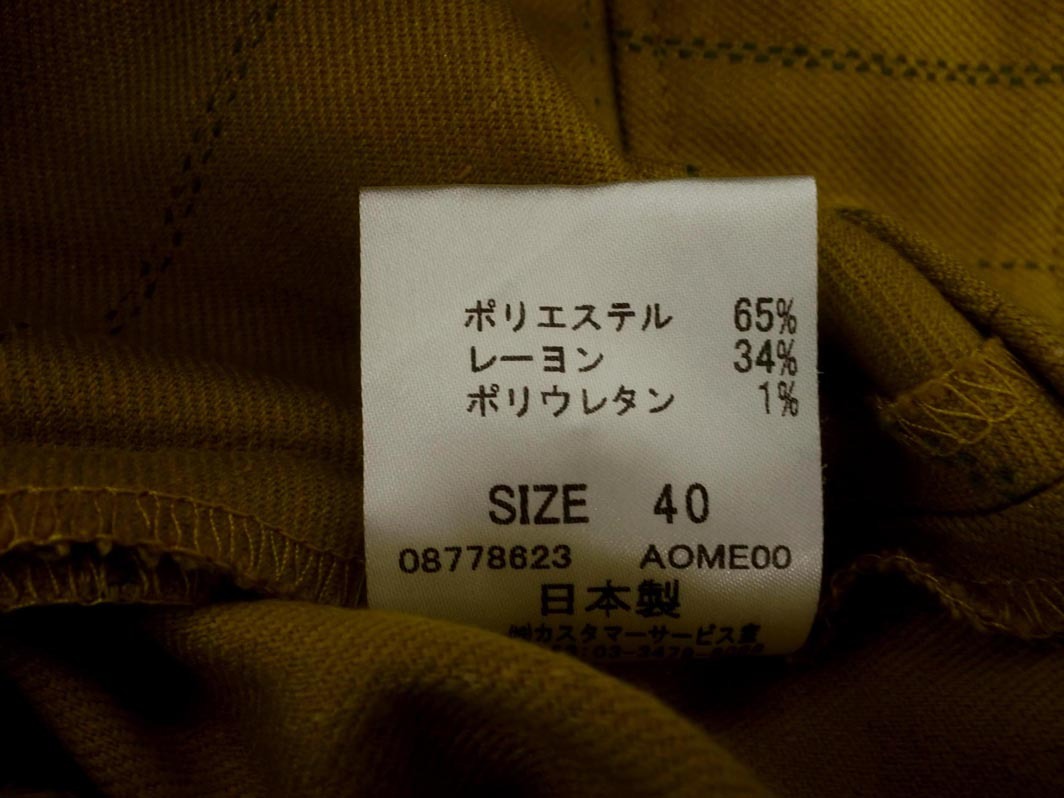 ポリエステル 65%
レーヨン 34%
ポリウレタン 1%
SIZE 40
08778623 AOME00
日本製
㈱カスタマーサービス室